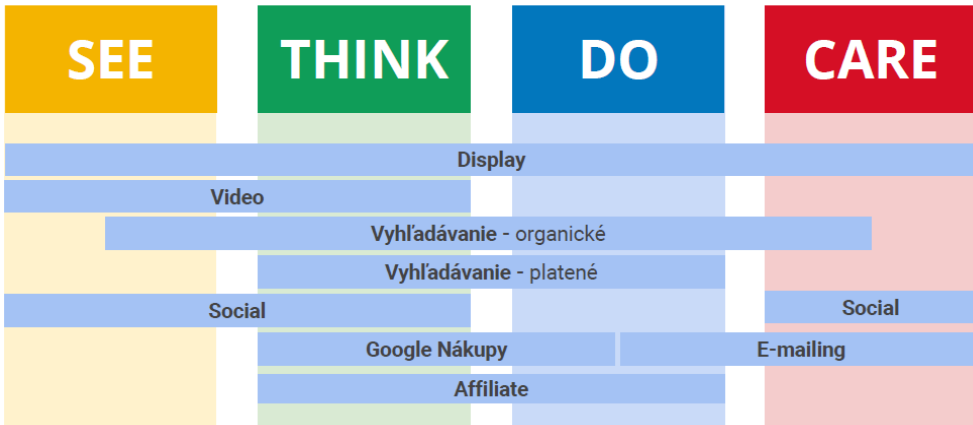 SEE THINK DO CARE
Display
Video
Vyhľadávanie - organické
Vyhľadávanie - platené
Social Social
Google Nákupy E-mailing
Affiliate